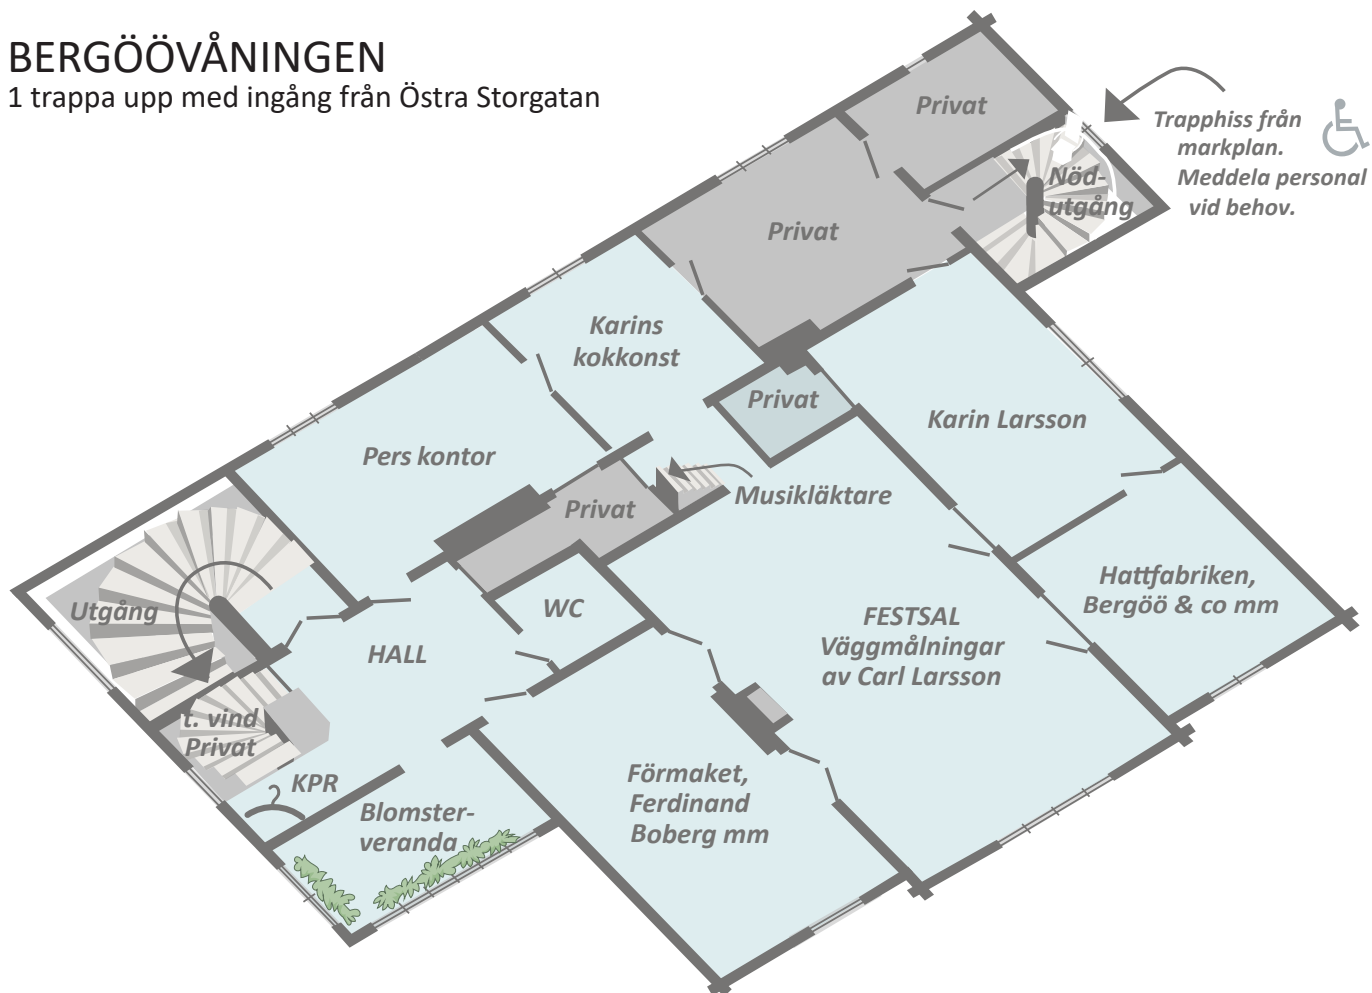 BERGÖÖVÅNINGEN
1 trappa upp med ingång från Östra Storgatan
Privat
Trapphiss från
markplan.
Meddela personal
vid behov.
Nöd-
utgång
Privat
Karins
kokkonst
Privat
Karin Larsson
Pers kontor
Musikläktare
Privat
Hattfabriken,
Bergöö & co mm
Utgång
WC
HALL
FESTSAL
Väggmålningar
av Carl Larsson
t. vind
Privat
KPR
Blomster-
veranda
Förmaket,
Ferdinand
Boberg mm